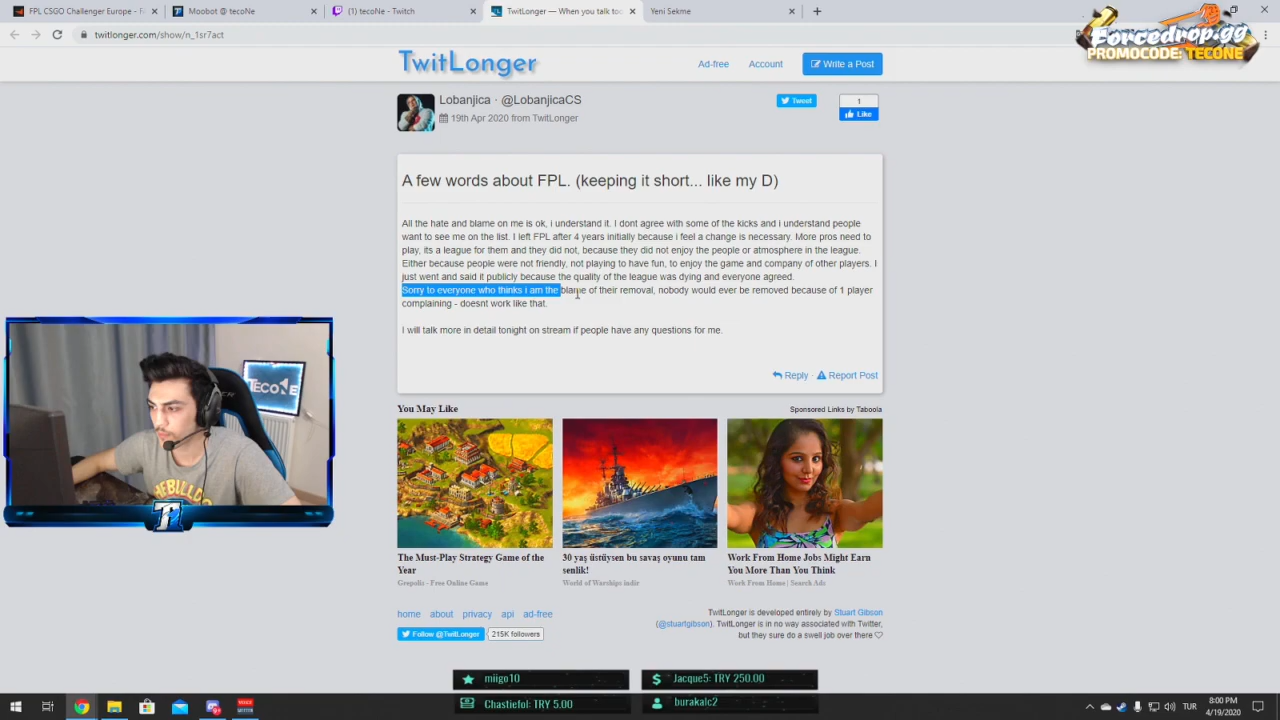 FPL CSGO Challenger Europe - F
Moobot @ tecoNe
(1) tecoNe - Twitch
TwitLonger — When you talk too
Yeni Sekme
twitlonger.com/show/n_1sr7act
Forcedrop.gg
PROMOCODE: TECONE
TwitLonger
Ad-free
Account
Write a Post
Lobanjica · @LobanjicaCS
19th Apr 2020 from TwitLonger
Tweet
1
Like
A few words about FPL. (keeping it short... like my D)
All the hate and blame on me is ok, i understand it. I dont agree with some of the kicks and i understand people
want to see me on the list. I left FPL after 4 years initially because i feel a change is necessary. More pros need to
play, its a league for them and they did not, because they did not enjoy the people or atmosphere in the league.
Either because people were not friendly, not playing to have fun, to enjoy the game and company of other players. I
just went and said it publicly because the quality of the league was dying and everyone agreed.
Sorry to everyone who thinks i am the blame of their removal, nobody would ever be removed because of 1 player
complaining - doesnt work like that.
I will talk more in detail tonight on stream if people have any questions for me.
Reply · Report Post
TECONE
You May Like
Sponsored Links by Taboola
The Must-Play Strategy Game of the
Year
Grepolis - Free Online Game
30 yaş üstüysen bu savaş oyunu tam
senlik!
World of Warships indir
Work From Home Jobs Might Earn
You More Than You Think
Work From Home | Search Ads
home about privacy api ad-free
Follow @TwitLonger
215K followers
TwitLonger is developed entirely by Stuart Gibson
(@stuartgibson). TwitLonger is in no way associated with Twitter,
but they sure do a swell job over there
miigo10
Jacque5: TRY 250.00
Chastiefol: TRY 5.00
burakalc2
TUR
8:00 PM
4/19/2020